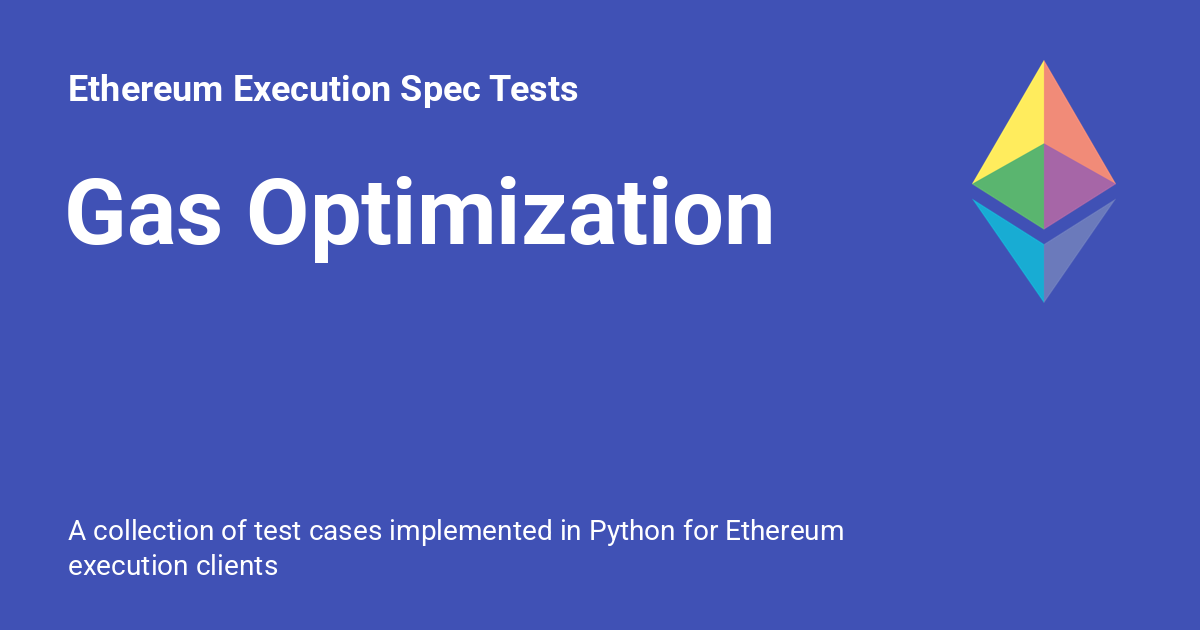 Ethereum Execution Spec Tests
Gas Optimization
A collection of test cases implemented in Python for Ethereum
execution clients